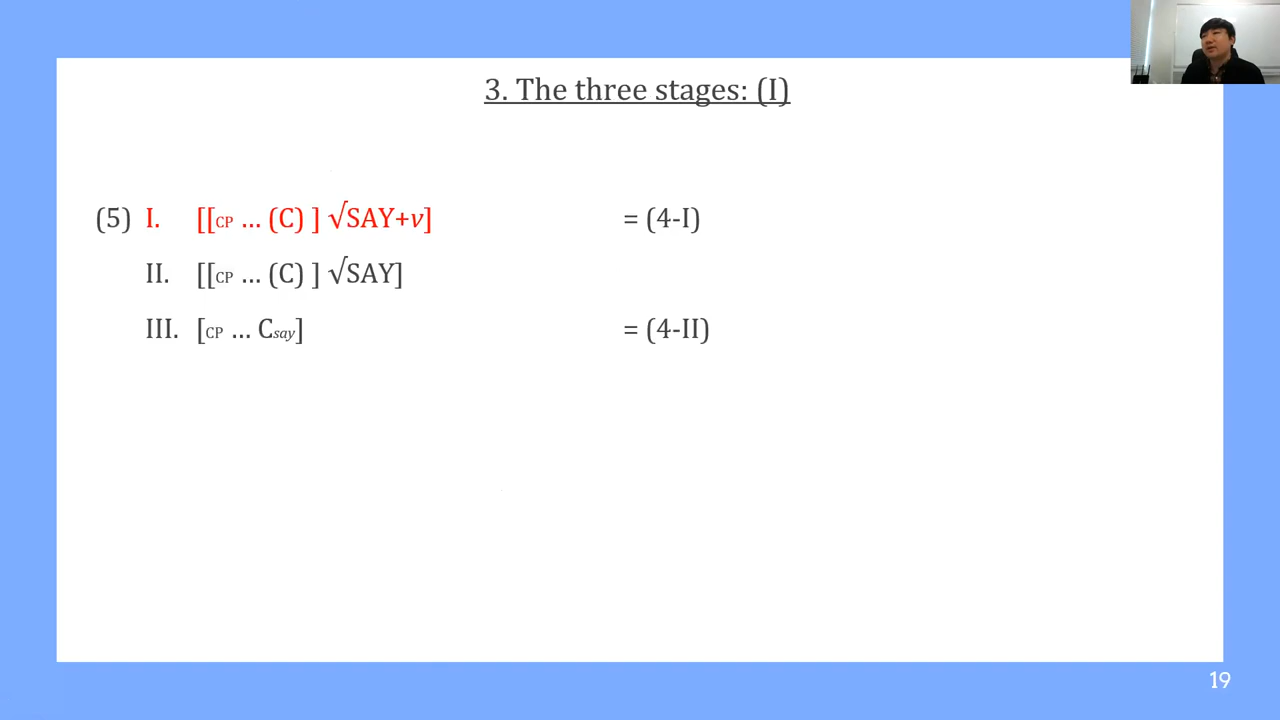 3. The three stages: (I)
(5) I. [[CP … (C) ] √SAY+v] = (4-I)
II. [[CP … (C) ] √SAY]
III. [CP … Csay] = (4-II)
19